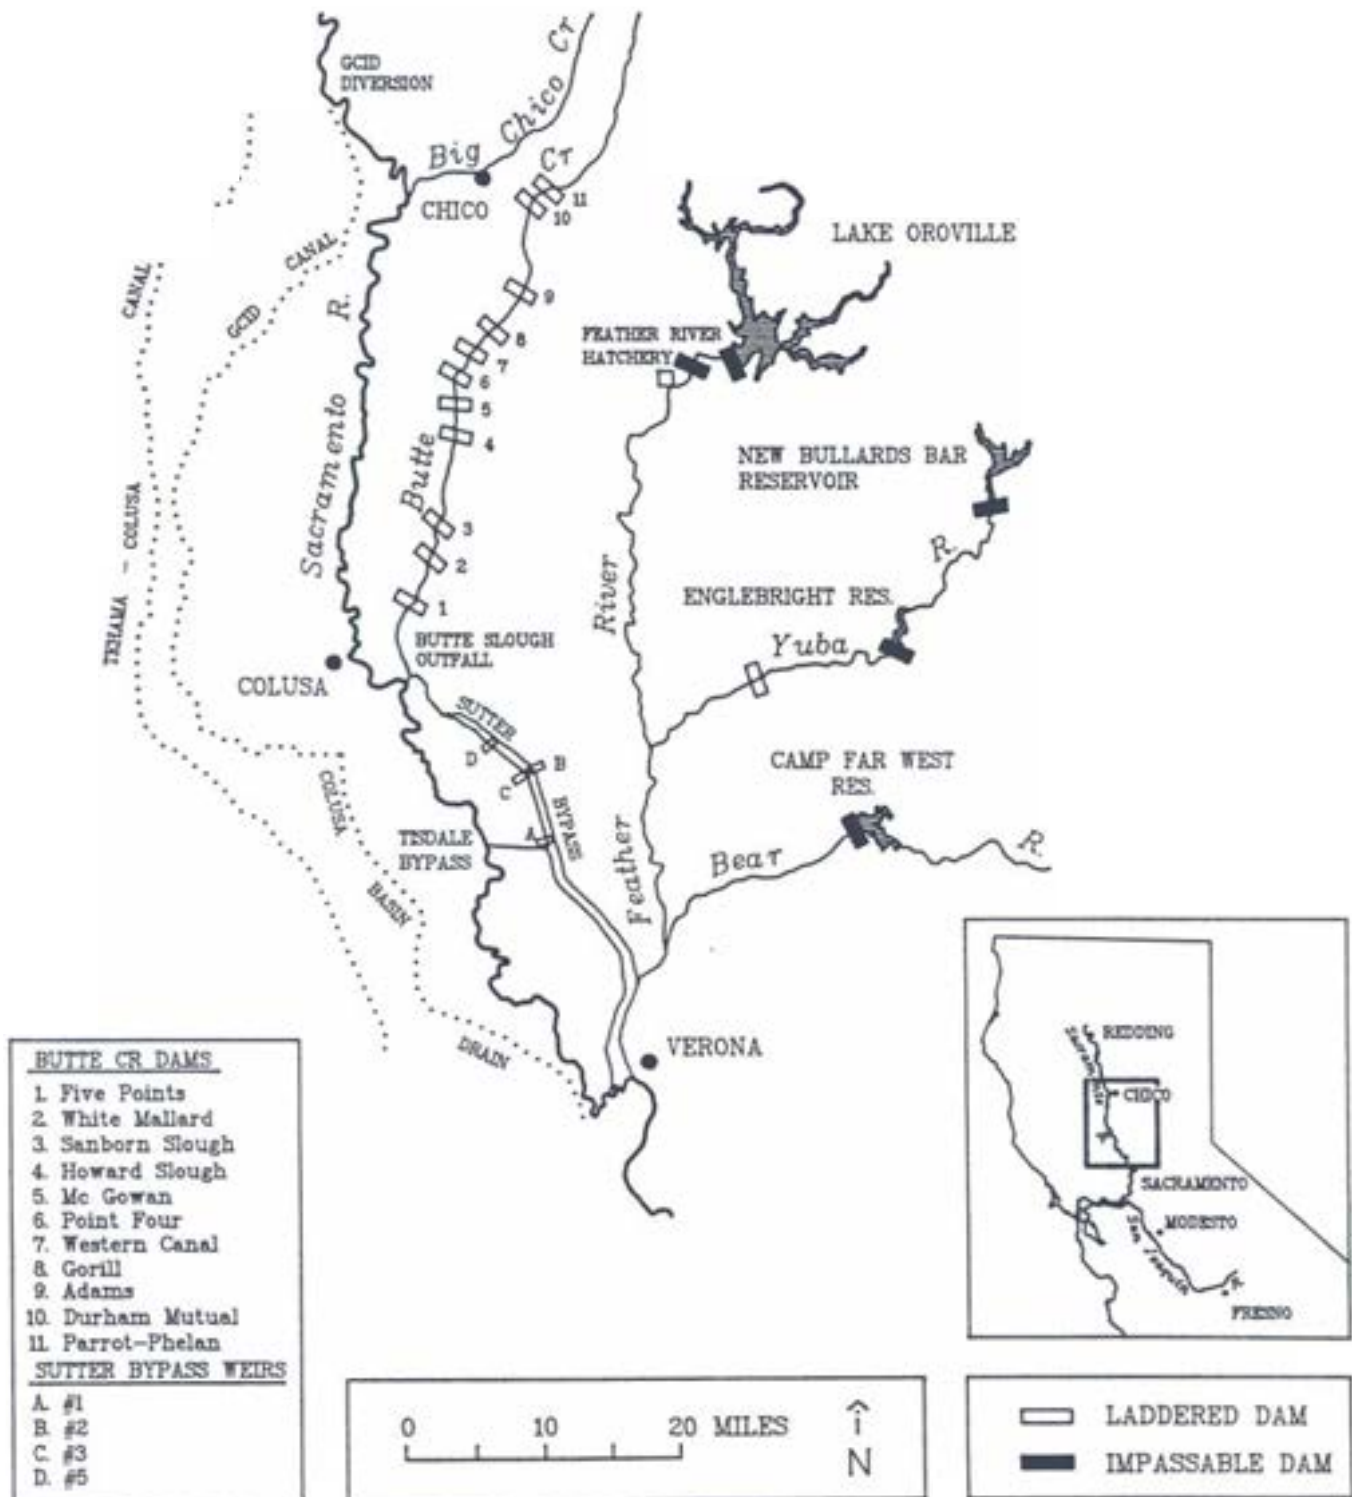 GCID
DIVERSION
Big Chico Cr
CHICO
Cr
11
10
9
8
7
6
5
4
3
2
1
LAKE OROVILLE
CANAL
CANAL
GCID
R.
Sacramento
Butte
FEATHER RIVER
HATCHERY
NEW BULLARDS BAR
RESERVOIR
R.
TEHAMA - COLUSA
ENGLEBRIGHT RES.
River
Yuba
BUTTE SLOUGH
OUTFALL
COLUSA
SUTTER
D
B
C
BYPASS
A
CAMP FAR WEST
RES.
COLUSA
TISDALE
BYPASS
Feather
Bear
R.
BASIN
DRAIN
VERONA
BUTTE CR DAMS
1. Five Points
2. White Mallard
3. Sanborn Slough
4. Howard Slough
5. Mc Gowan
6. Point Four
7. Western Canal
8. Gorill
9. Adams
10. Durham Mutual
11. Parrot-Phelan
SUTTER BYPASS WEIRS
A. #1
B. #2
C. #3
D. #5
0 10 20 MILES
N
REDDING
CHICO
SACRAMENTO
MODESTO
San Joaquin
R.
FRESNO
LADDERED DAM
IMPASSABLE DAM